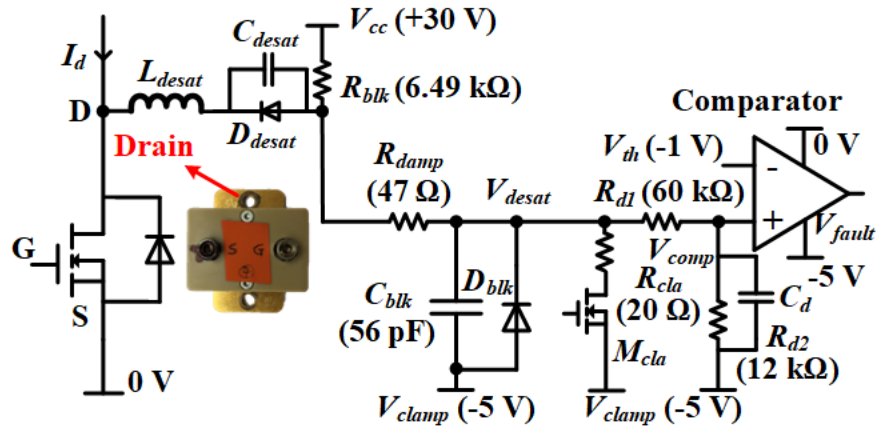 V_cc (+30 V)
C_desat
I_d
L_desat
R_blk (6.49 kΩ)
D
D_desat
Comparator
Drain
R_damp
(47 Ω)
V_desat
R_d1 (60 kΩ)
V_th (-1 V)
0 V
-
+
V_fault
-5 V
G
S
S G
C_blk
(56 pF)
D_blk
R_cla
(20 Ω)
M_cla
V_comp
C_d
R_d2
(12 kΩ)
0 V
V_clamp (-5 V)
V_clamp (-5 V)